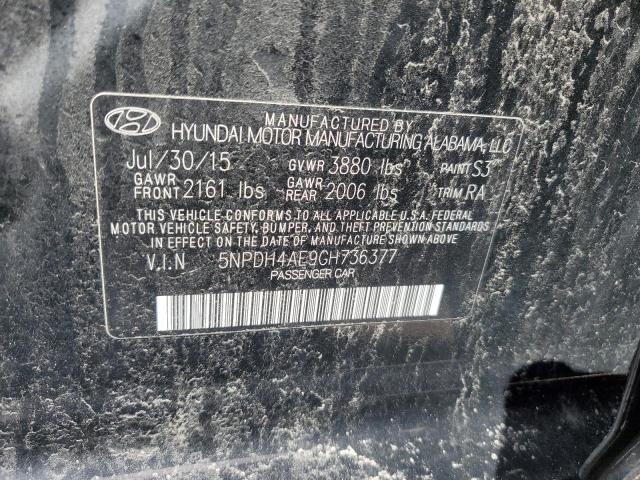 MANUFACTURED BY
HYUNDAI MOTOR MANUFACTURING ALABAMA, LLC
Jul/30/15 GVWR 3880 lbs PAINT S3
GAWR FRONT 2161 lbs GAWR REAR 2006 lbs TRIM RA
THIS VEHICLE CONFORMS TO ALL APPLICABLE U.S.A. FEDERAL
MOTOR VEHICLE SAFETY, BUMPER, AND THEFT PREVENTION STANDARDS
IN EFFECT ON THE DATE OF MANUFACTURE SHOWN ABOVE.
V.I.N 5NPDH4AE9GH736377
PASSENGER CAR